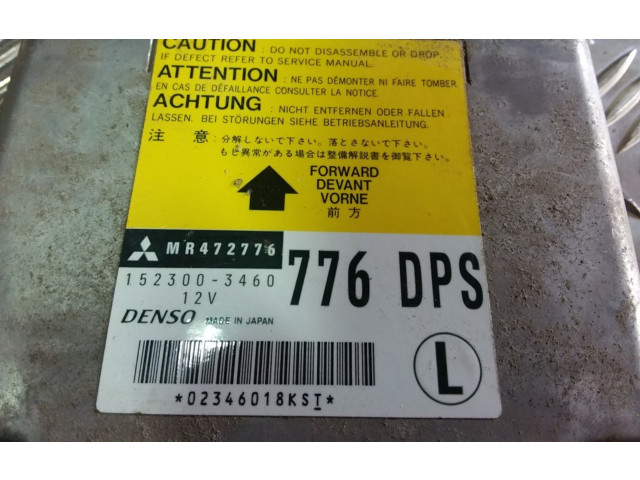 CAUTION : DO NOT DISASSEMBLE OR DROP.
IF DEFECT REFER TO SERVICE MANUAL.
ATTENTION : NE PAS DÉMONTER NI FAIRE TOMBER.
EN CAS DE DÉFAILLANCE CONSULTER LA NOTICE.
ACHTUNG : NICHT ENTFERNEN ODER FALLEN
LASSEN. BEI STÖRUNGEN SIEHE BETRIEBSANLEITUNG.
注 意 : 分解しないで下さい。落とさないで下さい。
もし異常がある場合は整備解説書を御覧下さい。
FORWARD
DEVANT
VORNE
前 方
MR472776
152300-3460
12V
776 DPS
DENSO MADE IN JAPAN
L
*02346018KST*